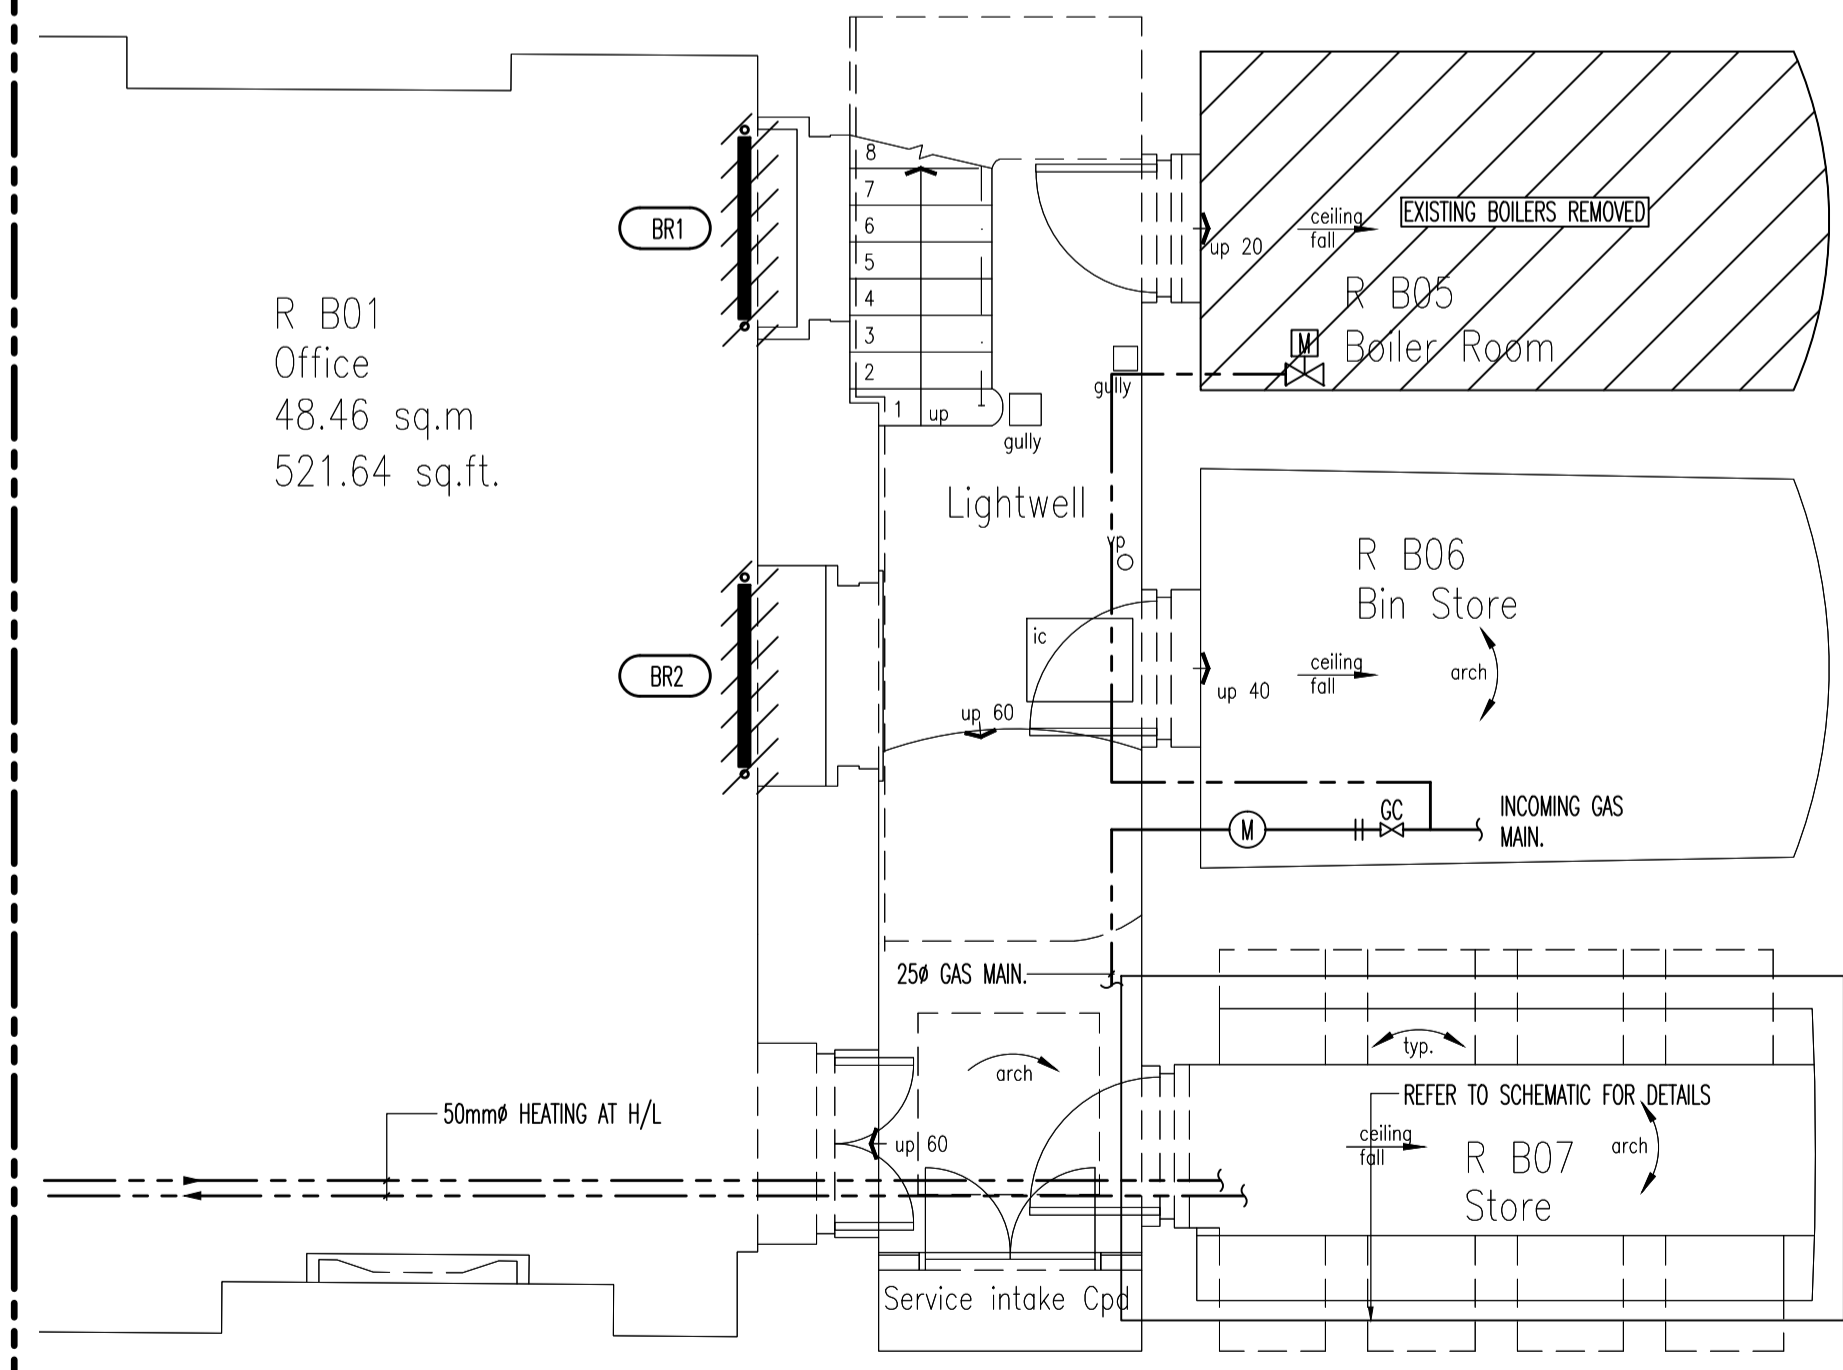 R B01
Office
48.46 sq.m
521.64 sq.ft.
BR1
BR2
8
7
6
5
4
3
2
1
up
gully
gully
Lightwell
vp
ic
up 60
up 20
ceiling
fall
EXISTING BOILERS REMOVED
R B05
Boiler Room
M
R B06
Bin Store
up 40
ceiling
fall
arch
M
GC
INCOMING GAS
MAIN.
25ø GAS MAIN.
arch
typ.
REFER TO SCHEMATIC FOR DETAILS
50mmø HEATING AT H/L
up 60
ceiling
fall
R B07
Store
arch
Service intake Cpd